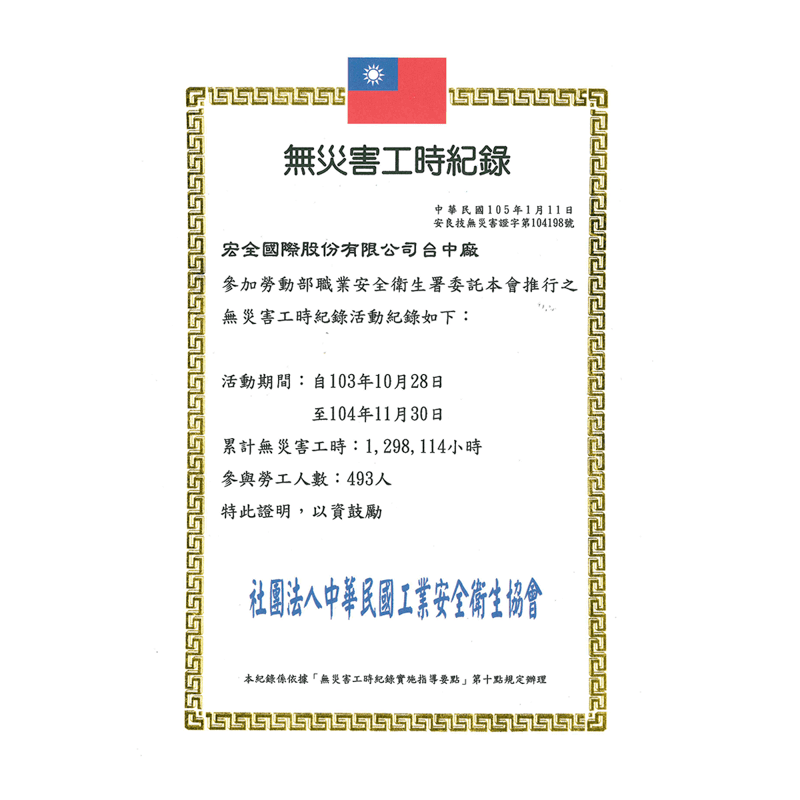 無災害工時紀錄
中華民國105年1月11日
安良技無災害證字第104198號
宏全國際股份有限公司台中廠
參加勞動部職業安全衛生署委託本會推行之
無災害工時紀錄活動紀錄如下：
活動期間：自103年10月28日
至104年11月30日
累計無災害工時：1,298,114小時
參與勞工人數：493人
特此證明，以資鼓勵
社團法人中華民國工業安全衛生協會
本紀錄係依據「無災害工時紀錄實施指導要點」第十點規定辦理